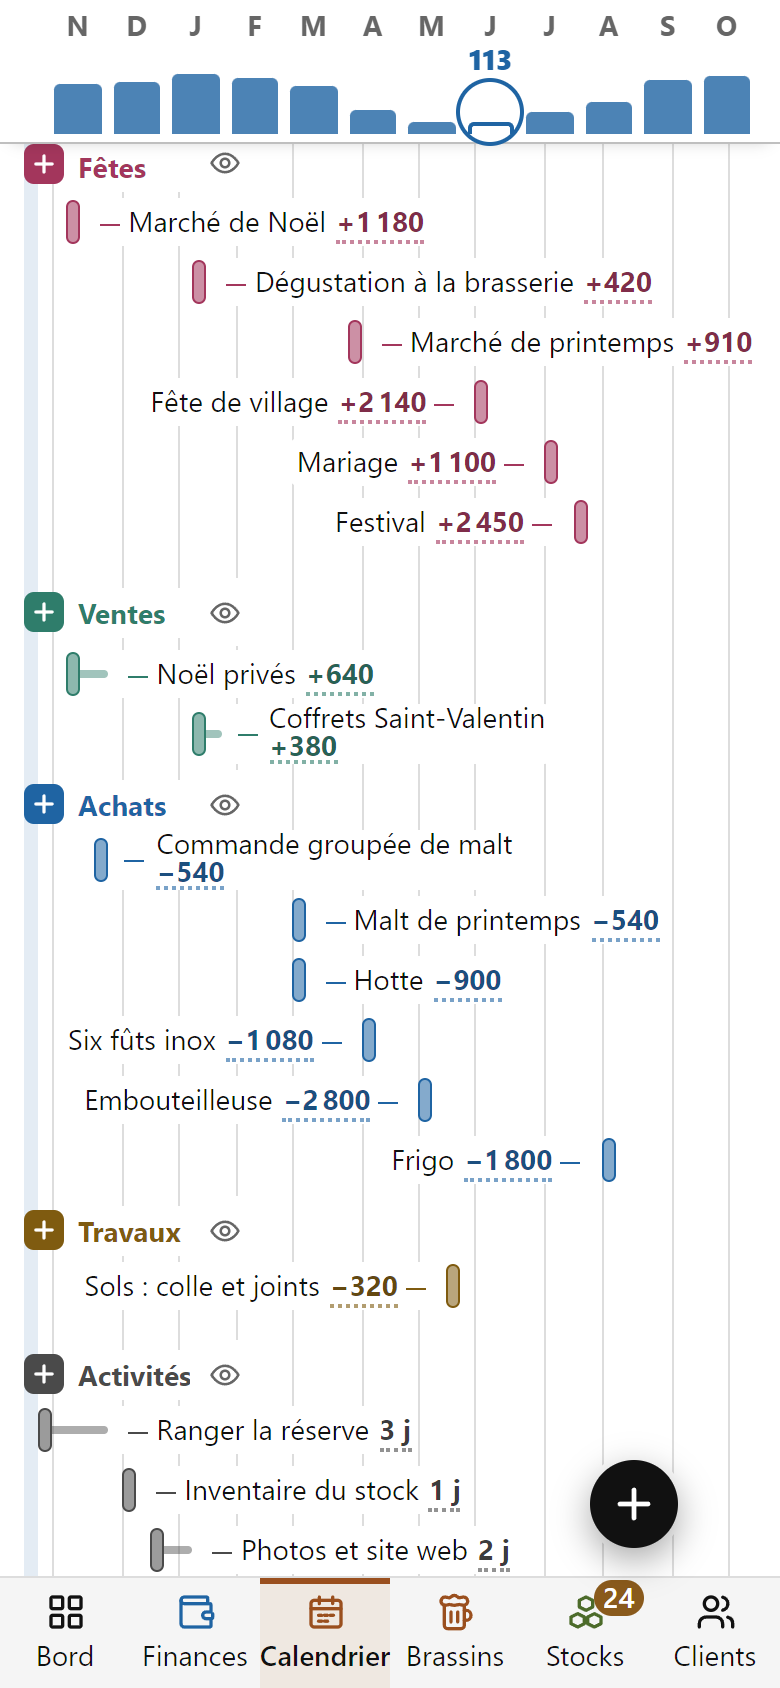 N D J F M A M J J A S O
113
Fêtes
Marché de Noël +1 180
Dégustation à la brasserie +420
Marché de printemps +910
Fête de village +2 140
Mariage +1 100
Festival +2 450
Ventes
Noël privés +640
Coffrets Saint-Valentin
+380
Achats
Commande groupée de malt
−540
Malt de printemps −540
Hotte −900
Six fûts inox −1 080
Embouteilleuse −2 800
Frigo −1 800
Travaux
Sols : colle et joints −320
Activités
Ranger la réserve 3 j
Inventaire du stock 1 j
Photos et site web 2 j
24
Bord Finances Calendrier Brassins Stocks Clients